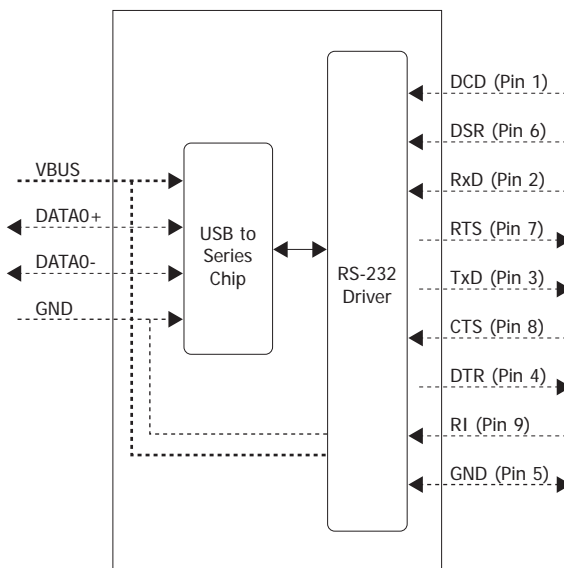 VBUS
DATA0+
DATA0-
GND
USB to
Series
Chip
RS-232
Driver
DCD (Pin 1)
DSR (Pin 6)
RxD (Pin 2)
RTS (Pin 7)
TxD (Pin 3)
CTS (Pin 8)
DTR (Pin 4)
RI (Pin 9)
GND (Pin 5)